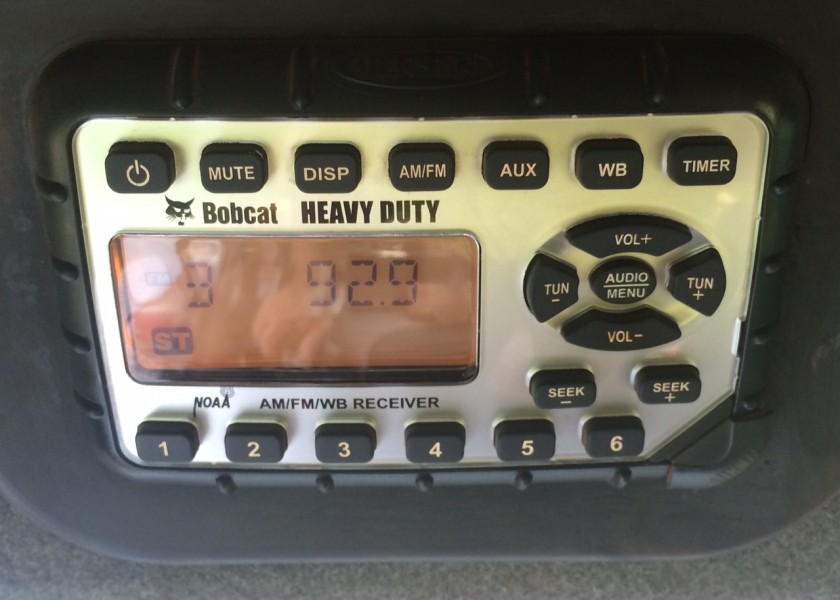 MUTE DISP AM/FM AUX WB TIMER
Bobcat HEAVY DUTY
FM 3 92.9
ST
VOL+
TUN - AUDIO MENU TUN +
VOL-
SEEK - SEEK +
NOAA AM/FM/WB RECEIVER
1 2 3 4 5 6